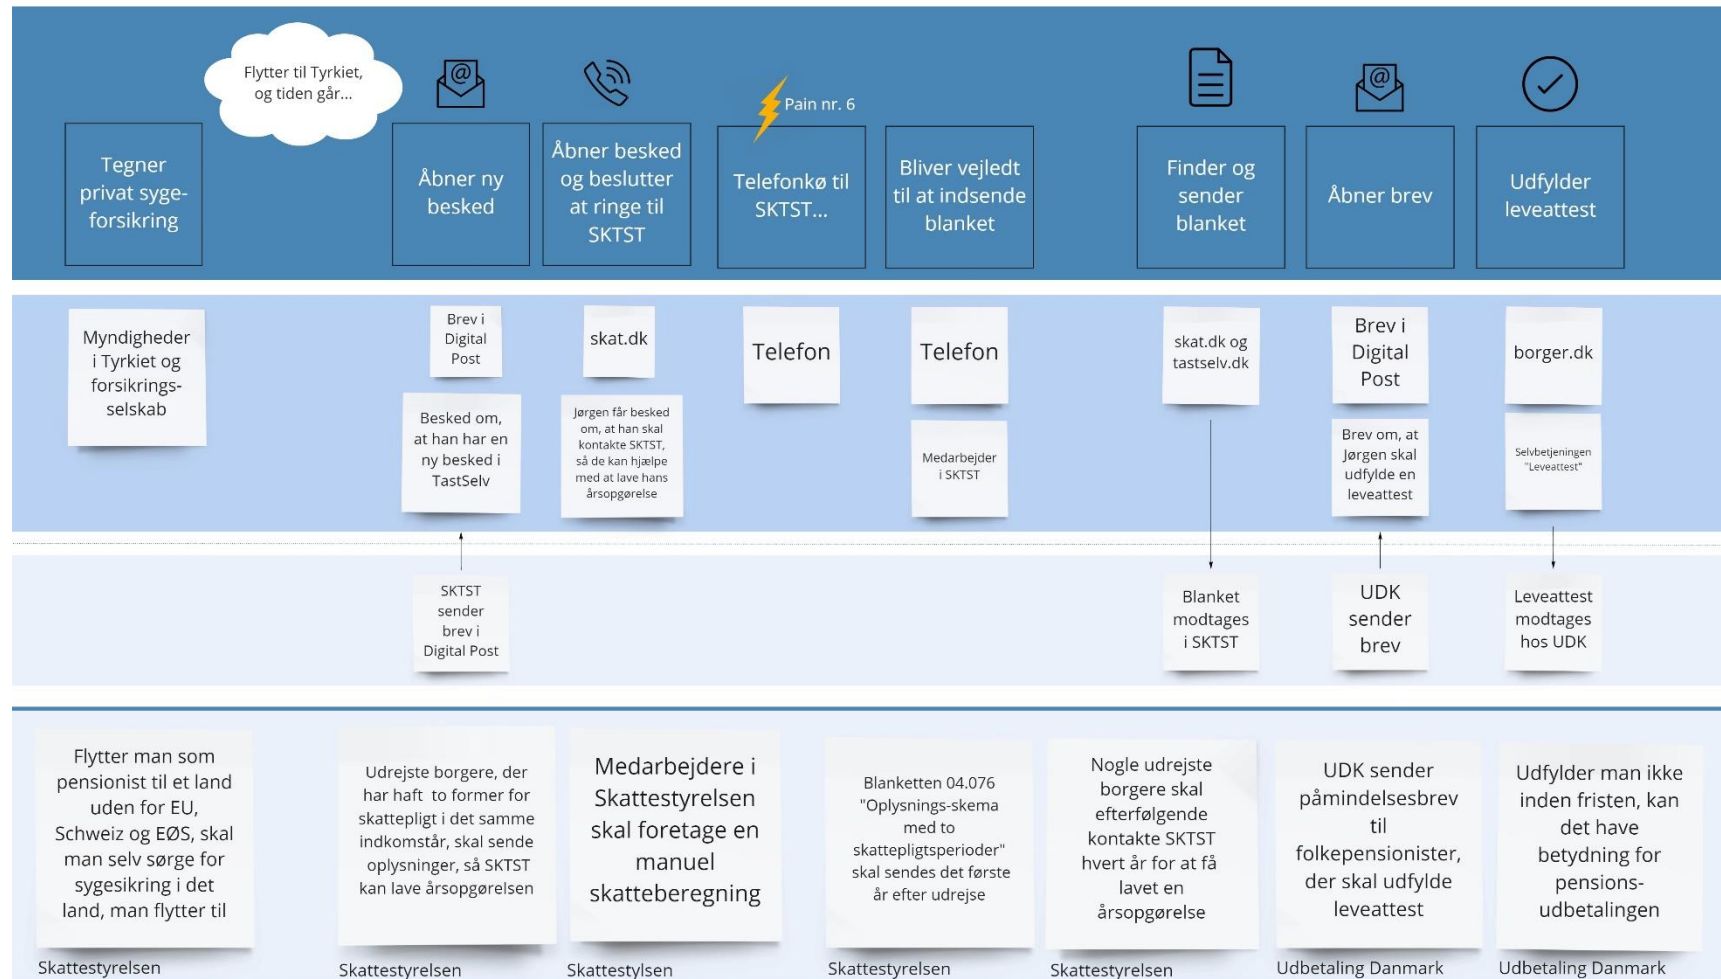 Flytter til Tyrkiet,
og tiden går...
Pain nr. 6
Tegner
privat syge-
forsikring
Åbner ny
besked
Åbner besked
og beslutter
at ringe til
SKTST
Telefonkø til
SKTST...
Bliver vejledt
til at indsende
blanket
Finder og
sender
blanket
Åbner brev
Udfylder
leveattest
Myndigheder
i Tyrkiet og
forsikrings-
selskab
Brev i
Digital
Post
skat.dk
Telefon
Telefon
skat.dk og
tastselv.dk
Brev i
Digital
Post
borger.dk
Besked om,
at han har en
ny besked i
TastSelv
Jørgen får besked
om, at han skal
kontakte SKTST,
så de kan hjælpe
med at lave hans
årsopgørelse
Medarbejder
i SKTST
Brev om, at
Jørgen skal
udfylde en
leveattest
Selvbetjeningen
"Leveattest"
SKTST
sender
brev i
Digital Post
Blanket
modtages
i SKTST
UDK
sender
brev
Leveattest
modtages
hos UDK
Flytter man som
pensionist til et land
uden for EU,
Schweiz og EØS, skal
man selv sørge for
sygesikring i det
land, man flytter til
Skattestyrelsen
Udrejste borgere, der
har haft to former for
skattepligt i det samme
indkomstår, skal sende
oplysninger, så SKTST
kan lave årsopgørelsen
Skattestyrelsen
Medarbejdere i
Skattestyrelsen
skal foretage en
manuel
skatteberegning
Skattestylsen
Blanketten 04.076
"Oplysnings-skema
med to
skattepligtsperioder"
skal sendes det første
år efter udrejse
Skattestyrelsen
Nogle udrejste
borgere skal
efterfølgende
kontakte SKTST
hvert år for at få
lavet en
årsopgørelse
Skattestyrelsen
UDK sender
påmindelsesbrev
til
folkepensionister,
der skal udfylde
leveattest
Udbetaling Danmark
Udfylder man ikke
inden fristen, kan
det have
betydning for
pensions-
udbetalingen
Udbetaling Danmark